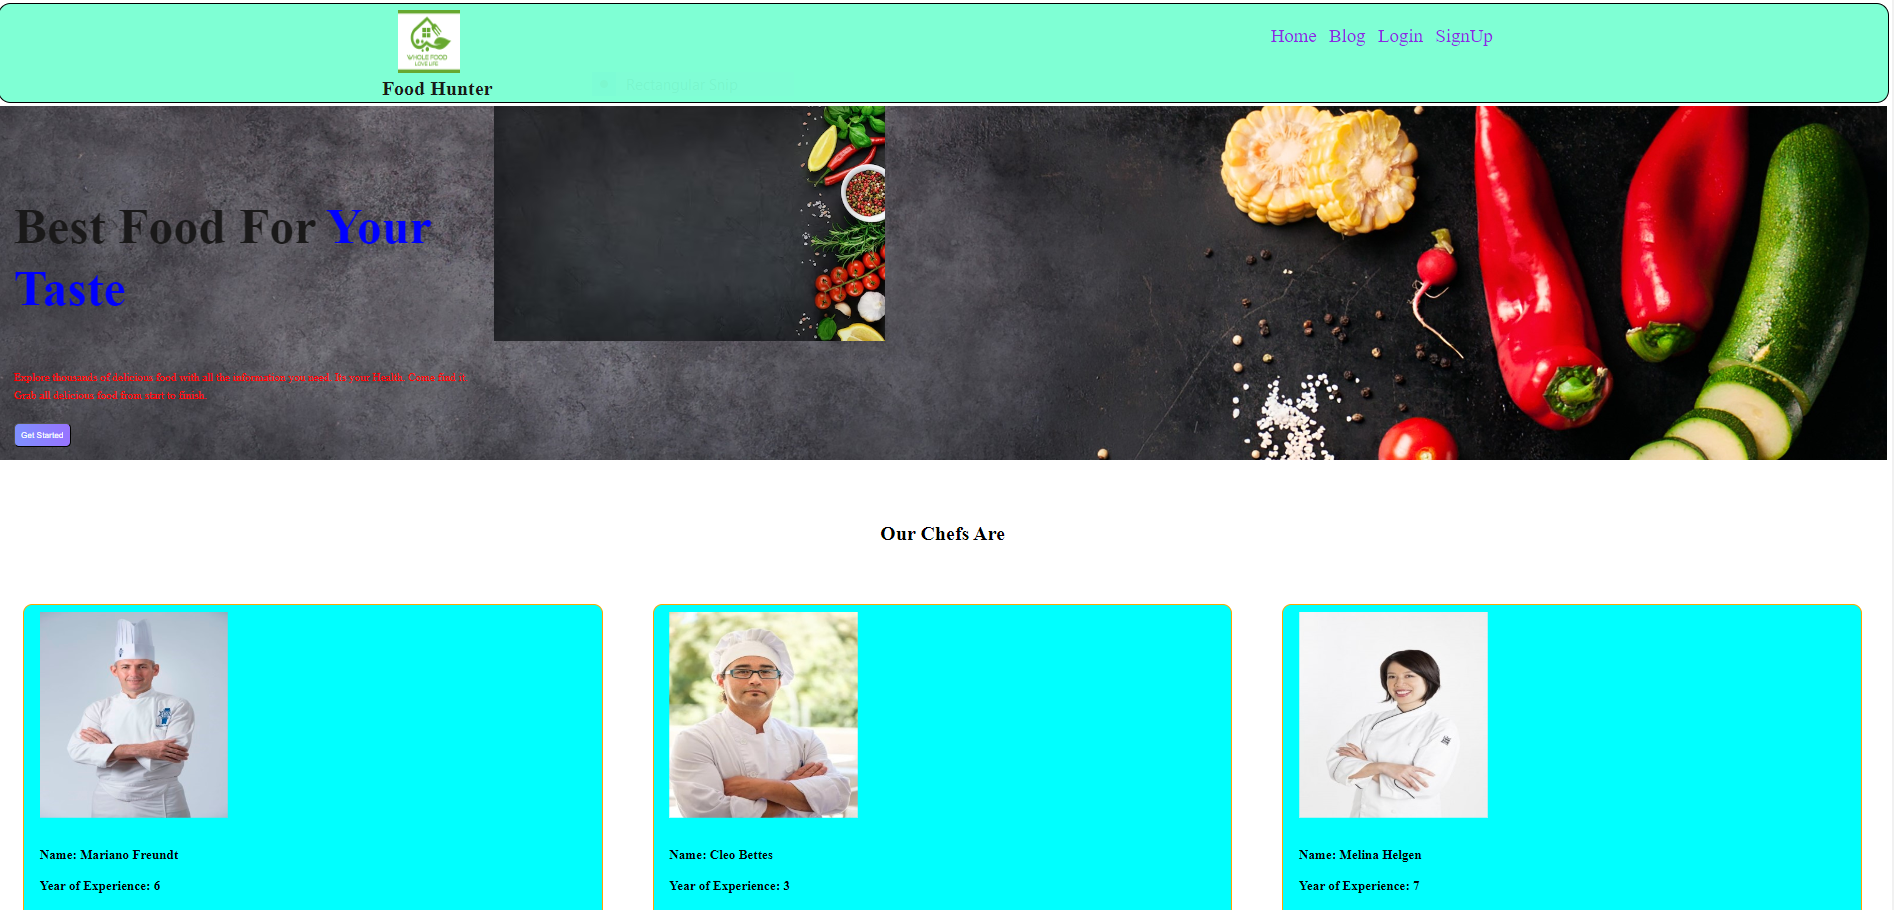 WHOLE FOOD
LOVE LIFE
Food Hunter
Home Blog Login SignUp
Rectangular Snip
Best Food For Your
Taste
Explore thousands of delicious food with all the information you need. Its your Health. Come find it.
Grab all delicious food from start to finish.
Get Started
Our Chefs Are
Name: Mariano Freundt
Year of Experience: 6
Name: Cleo Bettes
Year of Experience: 3
Name: Melina Helgen
Year of Experience: 7